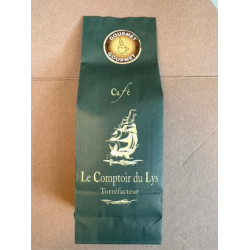 GOURMET
GOURMET
Café
Le Comptoir du Lys
Torréfacteur